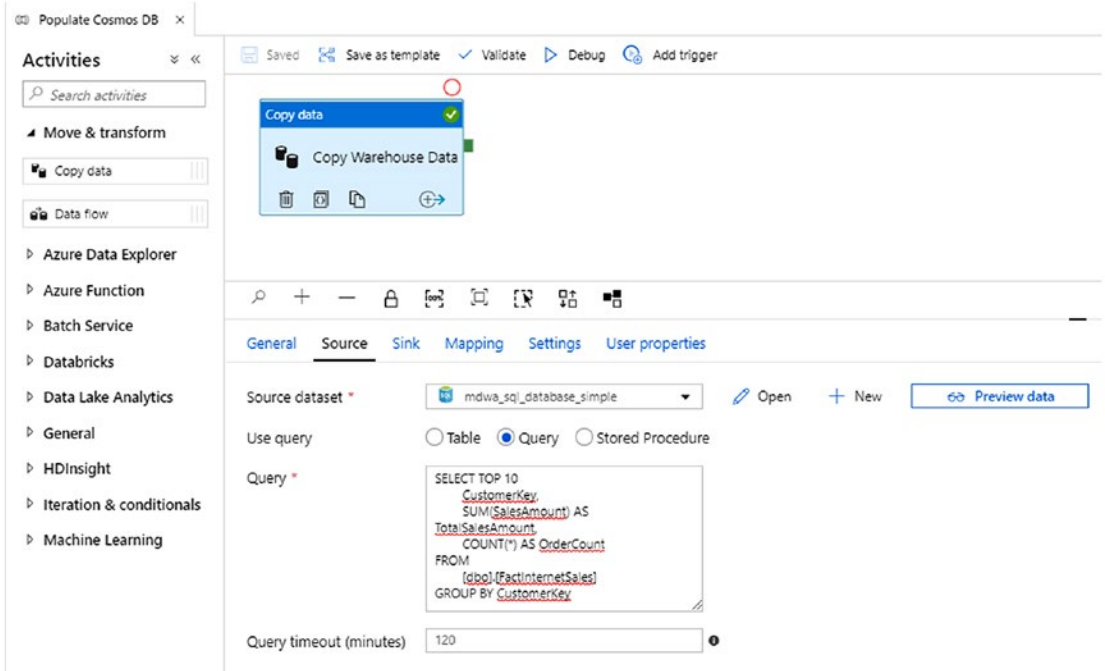 Populate Cosmos DB ×
Activities
Search activities
Move & transform
Copy data
Data flow
Azure Data Explorer
Azure Function
Batch Service
Databricks
Data Lake Analytics
General
HDInsight
Iteration & conditionals
Machine Learning
Saved Save as template Validate Debug Add trigger
Copy data
Copy Warehouse Data
General Source Sink Mapping Settings User properties
Source dataset * mdwa_sql_database_simple Open New Preview data
Use query Table Query Stored Procedure
Query *
SELECT TOP 10
CustomerKey,
SUM(SalesAmount) AS
TotalSalesAmount,
COUNT(*) AS OrderCount
FROM
[dbo].[FactInternetSales]
GROUP BY CustomerKey
Query timeout (minutes) 120